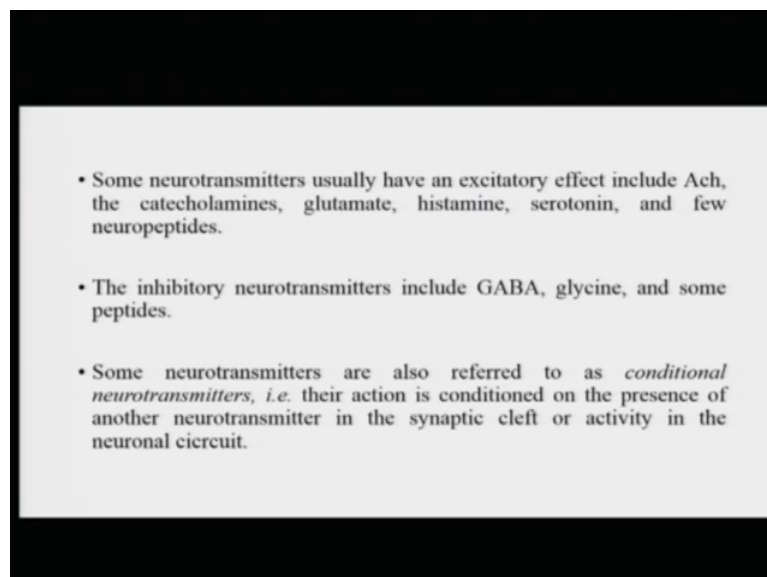 • Some neurotransmitters usually have an excitatory effect include Ach,
the catecholamines, glutamate, histamine, serotonin, and few
neuropeptides.
• The inhibitory neurotransmitters include GABA, glycine, and some
peptides.
• Some neurotransmitters are also referred to as conditional
neurotransmitters, i.e. their action is conditioned on the presence of
another neurotransmitter in the synaptic cleft or activity in the
neuronal ciercuit.